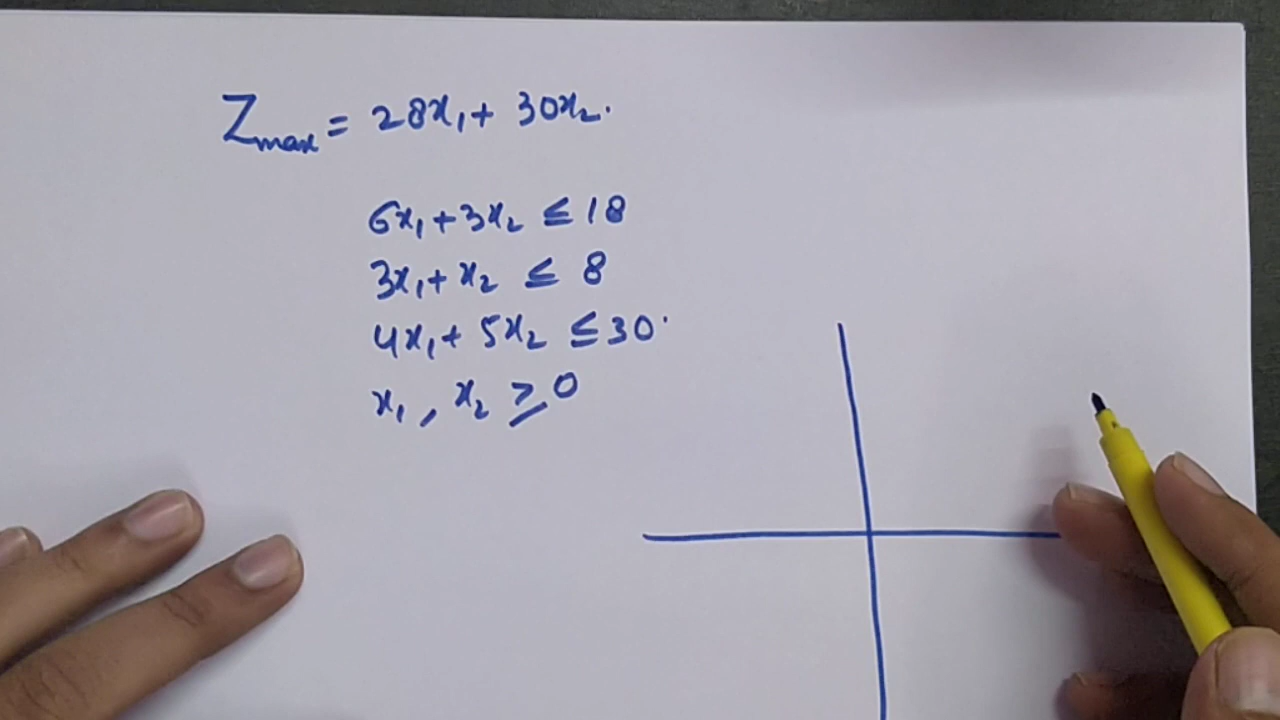 Zmax = 28x₁ + 30x₂.
6x₁ + 3x₂ ≤ 18
3x₁ + x₂ ≤ 8
4x₁ + 5x₂ ≤ 30.
x₁, x₂ ≥ 0